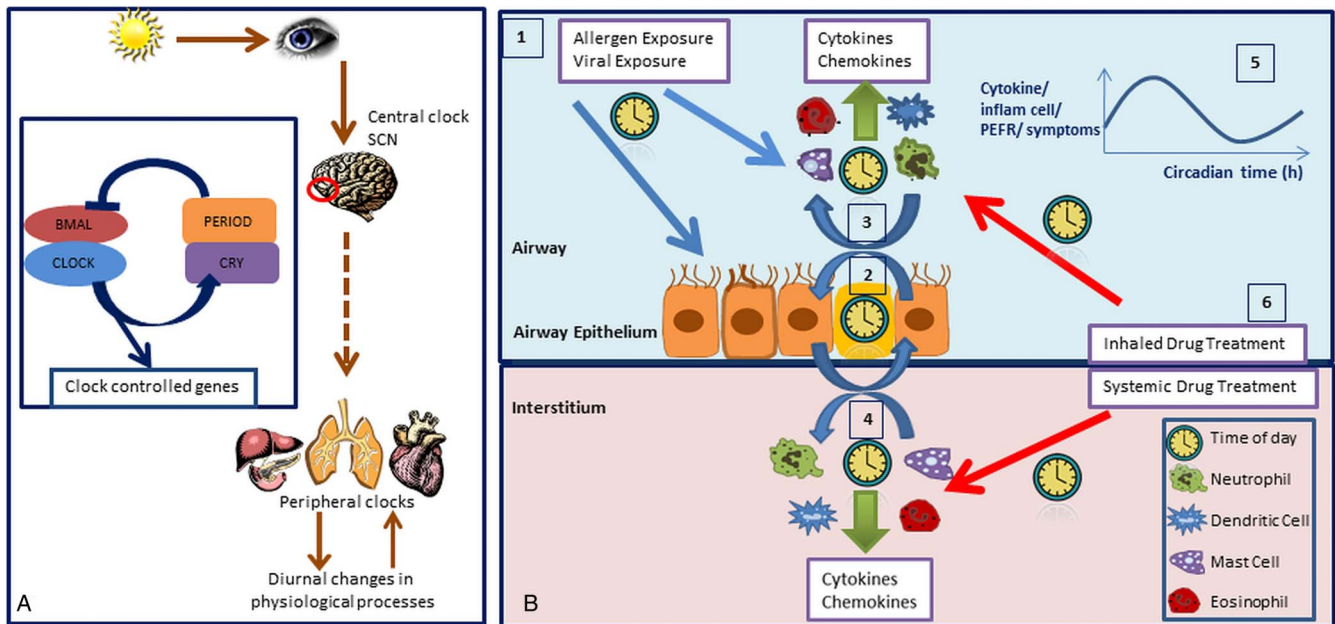 Central clock
SCN
BMAL
PERIOD
CLOCK
CRY
Clock controlled genes
Peripheral clocks
Diurnal changes in
physiological processes
A
1
Allergen Exposure
Viral Exposure
Cytokines
Chemokines
5
Cytokine/
inflam cell/
PEFR/ symptoms
Circadian time (h)
3
Airway
2
6
Airway Epithelium
Inhaled Drug Treatment
Systemic Drug Treatment
Interstitium
4
Time of day
Neutrophil
Dendritic Cell
Mast Cell
Eosinophil
Cytokines
Chemokines
B